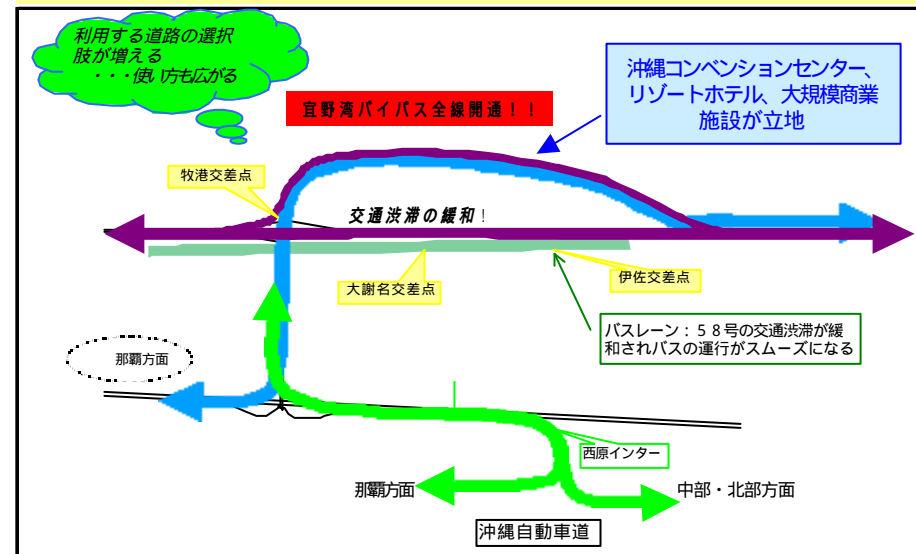 利用する道路の選択
肢が増える
・・・使い方も広がる
宜野湾バイパス全線開通！！
沖縄コンベンションセンター、
リゾートホテル、大規模商業
施設が立地
牧港交差点
交通渋滞の緩和！
大謝名交差点
伊佐交差点
バスレーン：５８号の交通渋滞が緩
和されバスの運行がスムーズになる
那覇方面
西原インター
那覇方面
中部・北部方面
沖縄自動車道